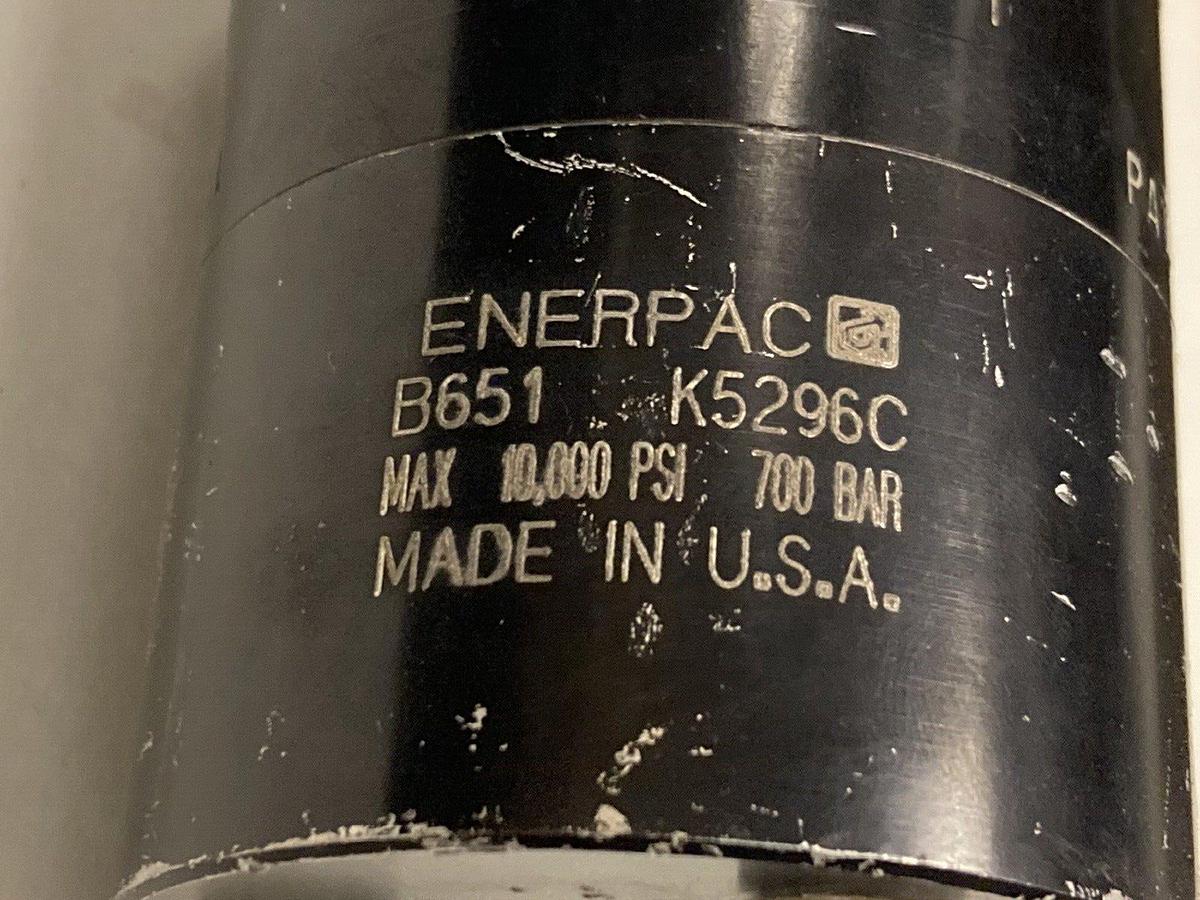 ENERPAC
B651 K5296C
MAX 10,000 PSI 700 BAR
MADE IN U.S.A.